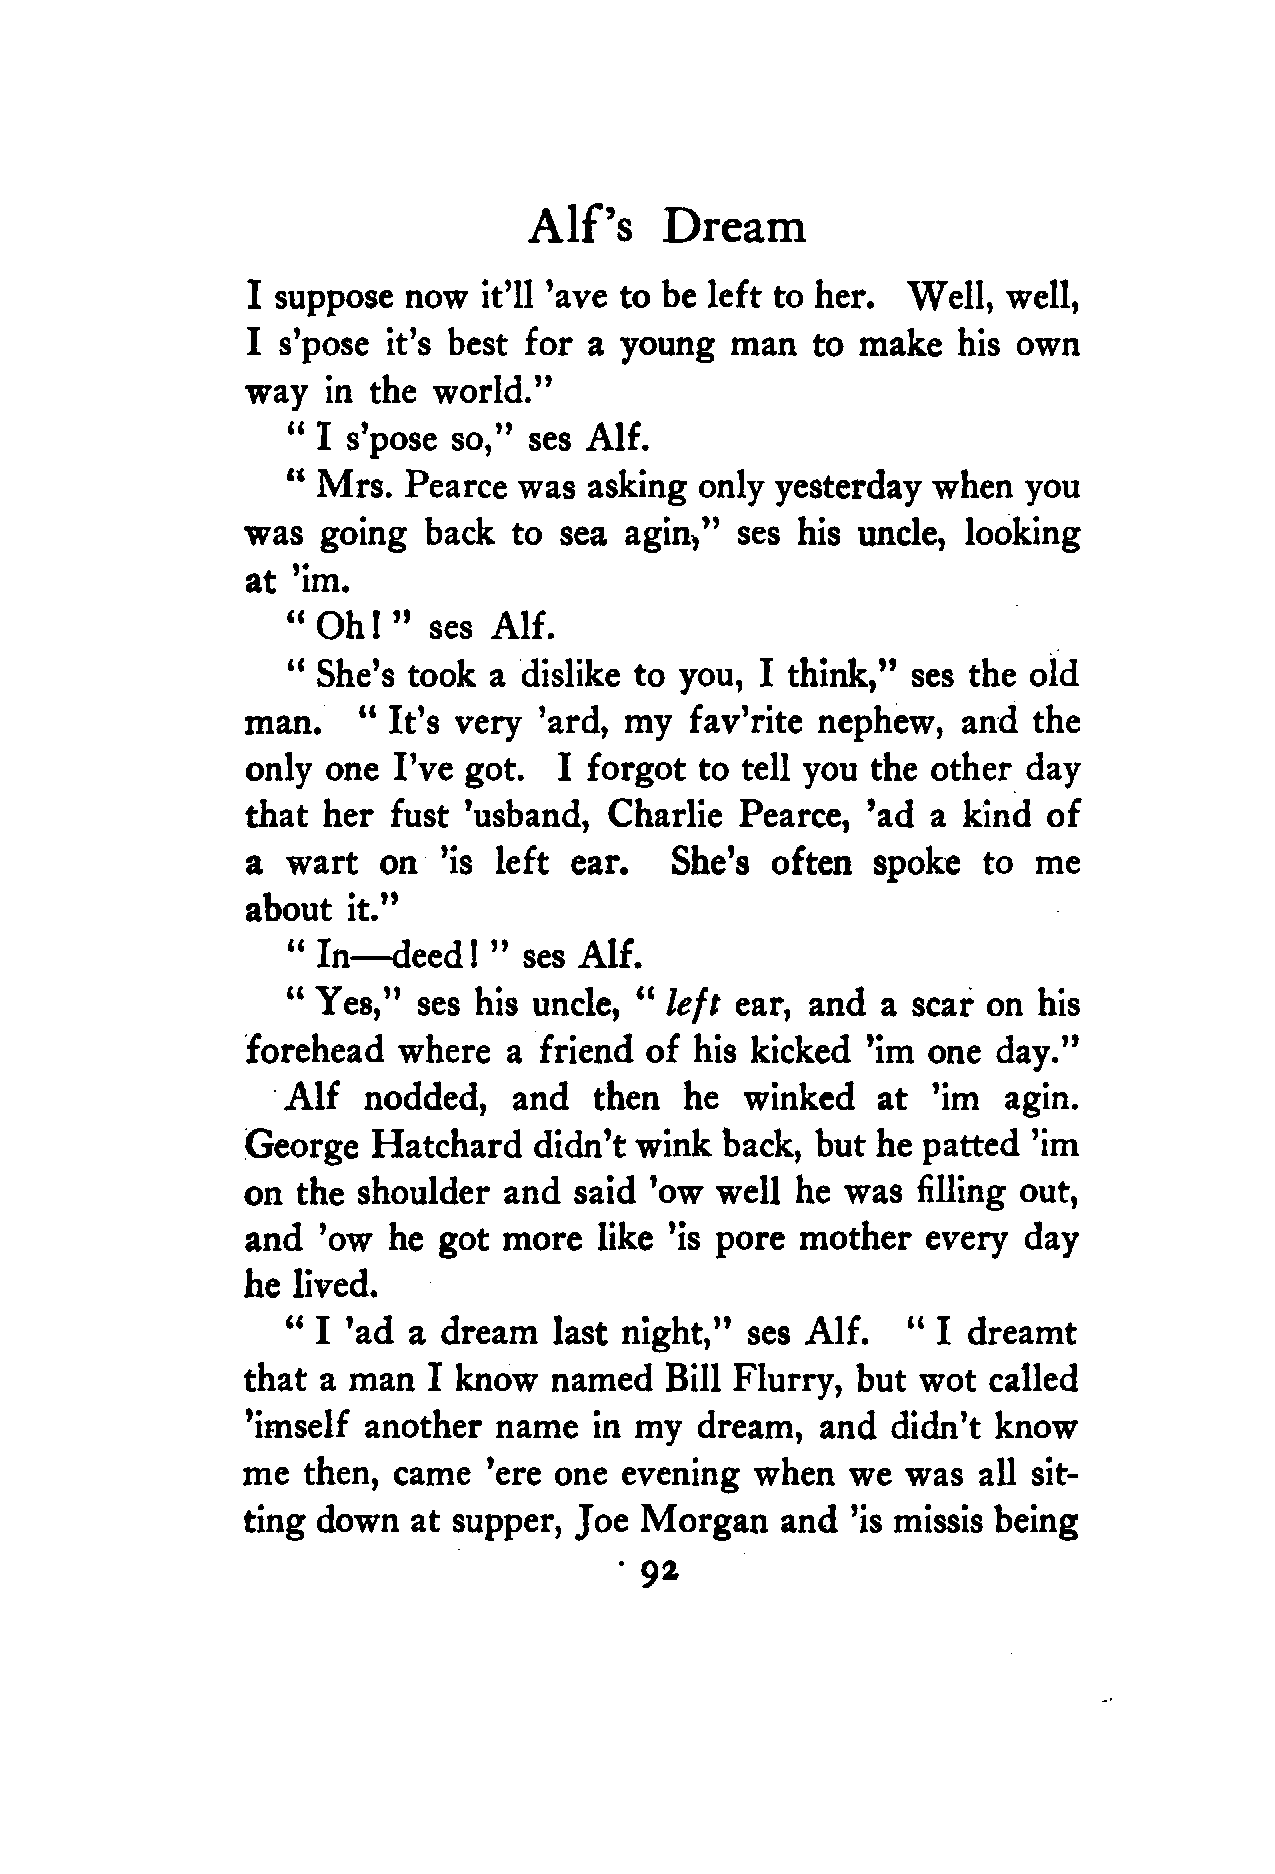 Alf's Dream
I suppose now it'll 'ave to be left to her. Well, well,
I s'pose it's best for a young man to make his own
way in the world."
" I s'pose so," ses Alf.
" Mrs. Pearce was asking only yesterday when you
was going back to sea agin," ses his uncle, looking
at 'im.
" Oh! " ses Alf.
" She's took a dislike to you, I think," ses the old
man. " It's very 'ard, my fav'rite nephew, and the
only one I've got. I forgot to tell you the other day
that her fust 'usband, Charlie Pearce, 'ad a kind of
a wart on 'is left ear. She's often spoke to me
about it."
" In—deed! " ses Alf.
" Yes," ses his uncle, " left ear, and a scar on his
forehead where a friend of his kicked 'im one day."
Alf nodded, and then he winked at 'im agin.
George Hatchard didn't wink back, but he patted 'im
on the shoulder and said 'ow well he was filling out,
and 'ow he got more like 'is pore mother every day
he lived.
" I 'ad a dream last night," ses Alf. " I dreamt
that a man I know named Bill Flurry, but wot called
'imself another name in my dream, and didn't know
me then, came 'ere one evening when we was all sit-
ting down at supper, Joe Morgan and 'is missis being
92